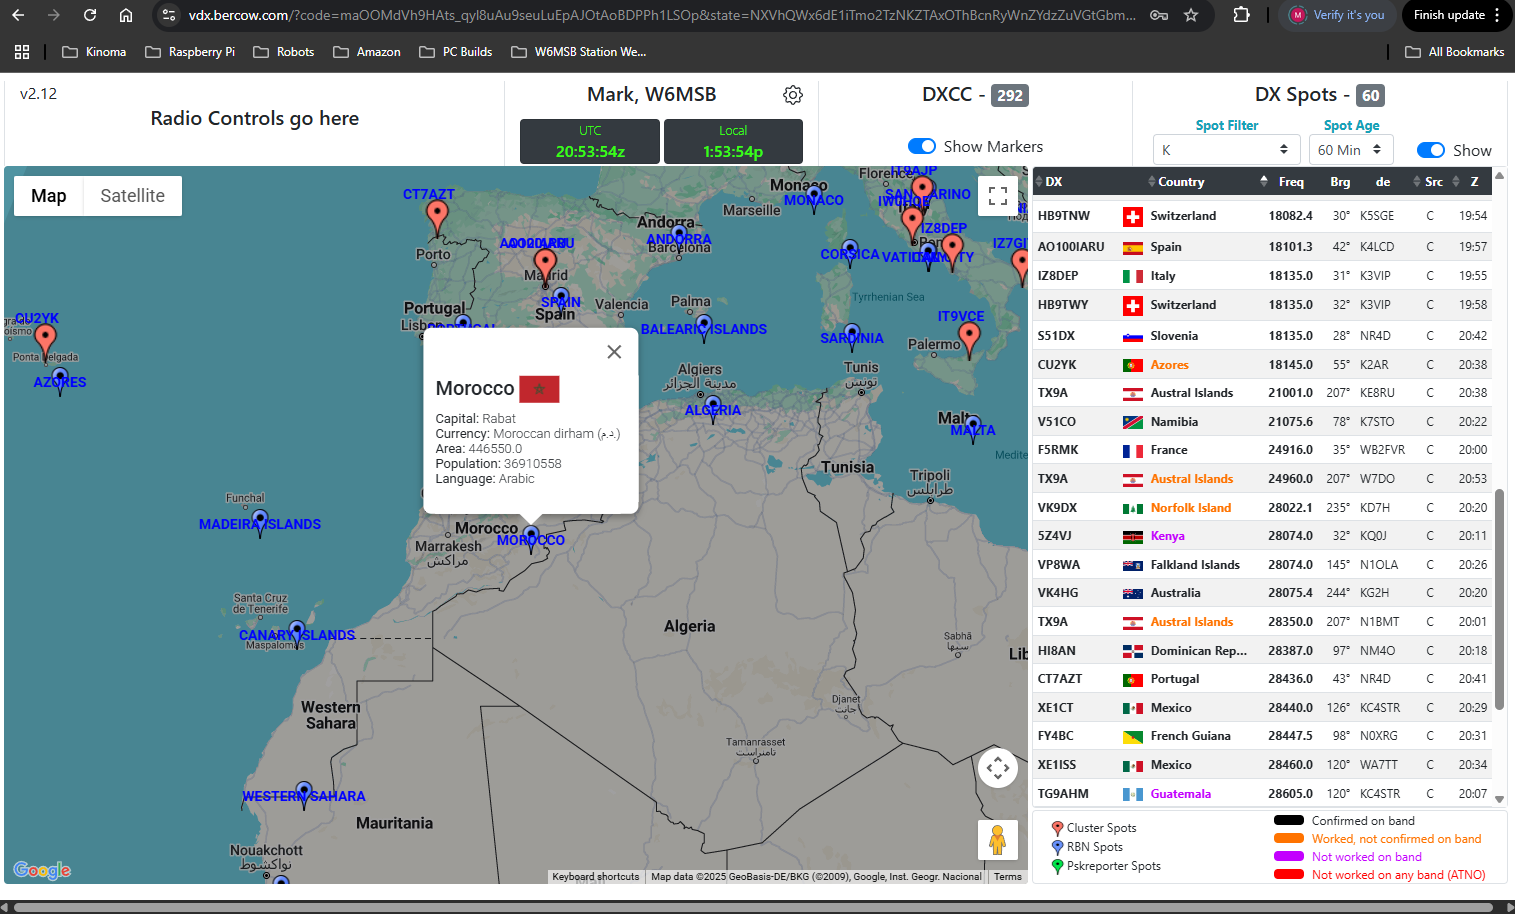 vdx.bercow.com/?code=maOOMdVh9HAts_qyl8uAu9seuLuEpAJOtAoBDPPh1LSOp&state=NXVhQWx6dE1iTmo2TzNKZTAxOThBcnRyWnZYdzZuVGtGbm...
Verify it's you
Finish update
Kinoma
Raspberry Pi
Robots
Amazon
PC Builds
W6MSB Station We...
All Bookmarks
v2.12
Radio Controls go here
Mark, W6MSB
UTC
20:53:54z
Local
1:53:54p
DXCC - 292
Show Markers
DX Spots - 60
Spot Filter
Spot Age
K
60 Min
Show
Map
Satellite
CT7AZT
Porto
Madrid
SPAIN
Spain
Portugal
Valencia
Andorra
ANDORRA
Barcelona
Monaco
MONACO
Marseille
Florence
IT9AJP
SAN MARINO
IZ8DEP
CORSICA
Palma
BALEARIC ISLANDS
Tyrrhenian Sea
SARDINIA
IT9VCE
Palermo
CU2YK
Ponta Delgada
AZORES
Algiers
مدينة الجزائر
ALGERIA
Tunis
تونس
MALTA
Tunisia
Tripoli
طرابلس
Morocco
Capital: Rabat
Currency: Moroccan dirham (د.م.)
Area: 446550.0
Population: 36910558
Language: Arabic
Funchal
MADEIRA ISLANDS
Morocco
MOROCCO
Marrakesh
مراكش
Santa Cruz
de Tenerife
CANARY ISLANDS
Maspalomas
Algeria
Sabhā
سبها
Western
Sahara
Djanet
جانت
Tamanrasset
تامنراست
WESTERN SAHARA
Mauritania
Nouakchott
نواكشوط
Google
Keyboard shortcuts
Map data ©2025 GeoBasis-DE/BKG (©2009), Google, Inst. Geogr. Nacional
Terms
DX Country Freq Brg de Src Z
HB9TNW Switzerland 18082.4 30° K5SGE C 19:54
AO100IARU Spain 18101.3 42° K4LCD C 19:57
IZ8DEP Italy 18135.0 31° K3VIP C 19:55
HB9TWY Switzerland 18135.0 32° K3VIP C 19:58
S51DX Slovenia 18135.0 28° NR4D C 20:42
CU2YK Azores 18145.0 55° K2AR C 20:38
TX9A Austral Islands 21001.0 207° KE8RU C 20:38
V51CO Namibia 21075.6 78° K7STO C 20:22
F5RMK France 24916.0 35° WB2FVR C 20:00
TX9A Austral Islands 24960.0 207° W7DO C 20:53
VK9DX Norfolk Island 28022.1 235° KD7H C 20:20
5Z4VJ Kenya 28074.0 32° KQ0J C 20:11
VP8WA Falkland Islands 28074.0 145° N1OLA C 20:26
VK4HG Australia 28075.4 244° KG2H C 20:20
TX9A Austral Islands 28350.0 207° N1BMT C 20:01
HI8AN Dominican Rep... 28387.0 97° NM4O C 20:18
CT7AZT Portugal 28436.0 43° NR4D C 20:41
XE1CT Mexico 28440.0 126° KC4STR C 20:29
FY4BC French Guiana 28447.5 98° N0XRG C 20:31
XE1ISS Mexico 28460.0 120° WA7TT C 20:34
TG9AHM Guatemala 28605.0 120° KC4STR C 20:07
Cluster Spots
RBN Spots
Pskreporter Spots
Confirmed on band
Worked, not confirmed on band
Not worked on band
Not worked on any band (ATNO)